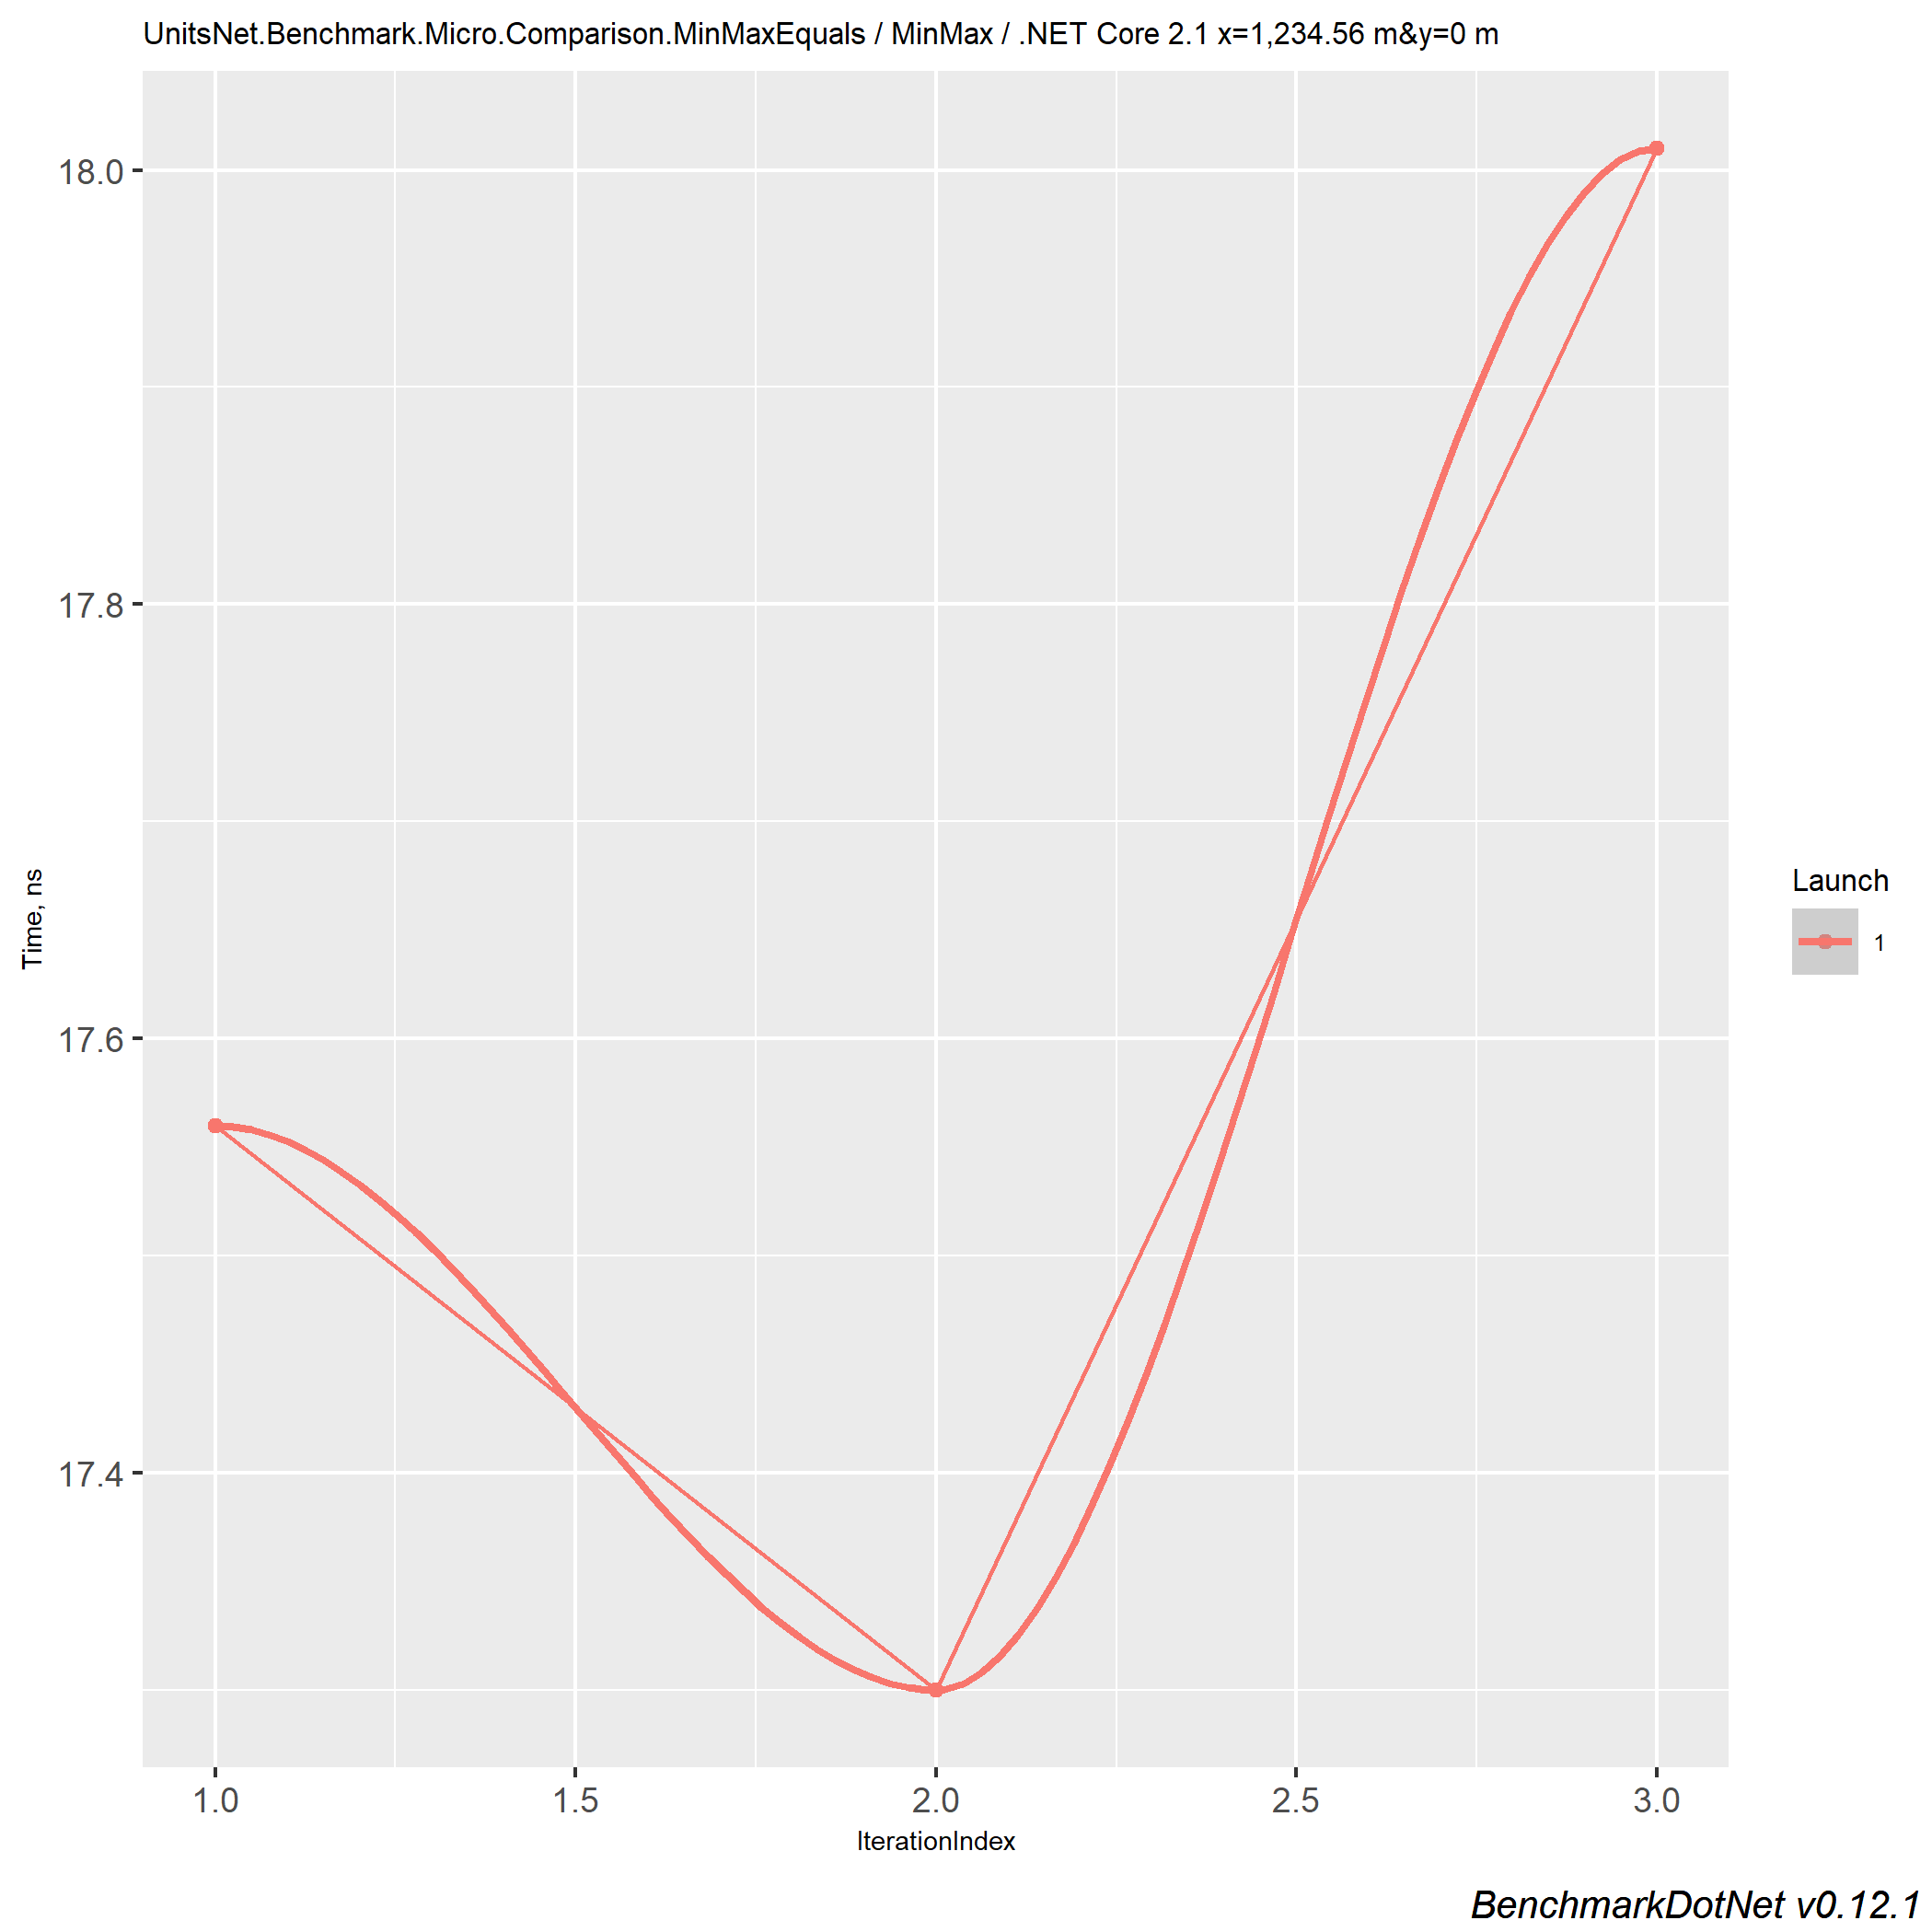 UnitsNet.Benchmark.Micro.Comparison.MinMaxEquals / MinMax / .NET Core 2.1 x=1,234.56 m&y=0 m
18.0
17.8
17.6
17.4
Time, ns
1.0 1.5 2.0 2.5 3.0
IterationIndex
Launch
1
BenchmarkDotNet v0.12.1